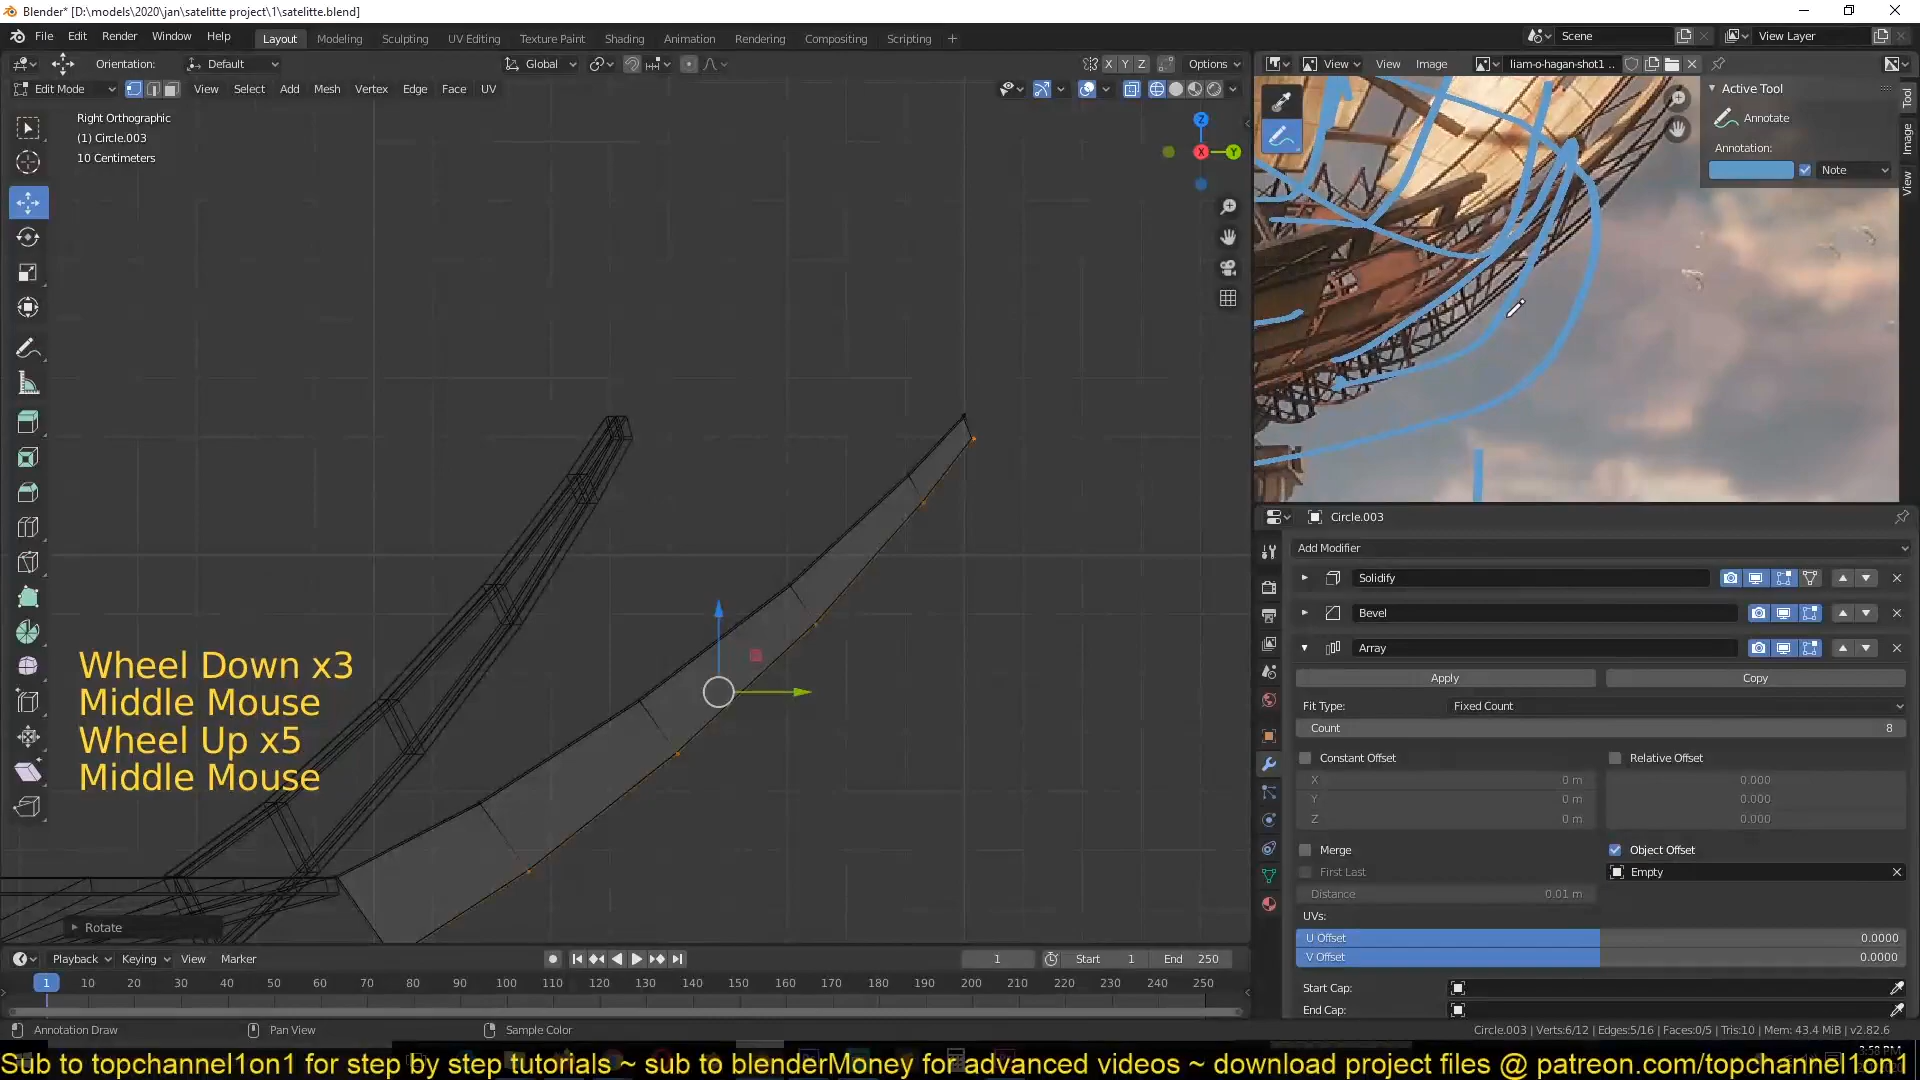 Blender* [D:\models\2020\jan\satelitte project\1\satelitte.blend]
File Edit Render Window Help Layout Modeling Sculpting UV Editing Texture Paint Shading Animation Rendering Compositing Scripting + Scene View Layer
Orientation: Default Global X Y Z Options View View Image liam-o-hagan-shot1 ..
Edit Mode View Select Add Mesh Vertex Edge Face UV
Active Tool
Annotate
Annotation:
Note
Tool
Image
View
Right Orthographic
(1) Circle.003
10 Centimeters
Z
X
Y
Wheel Down x3
Middle Mouse
Wheel Up x5
Middle Mouse
Rotate
Circle.003
Add Modifier
Solidify
Bevel
Array
Apply Copy
Fit Type: Fixed Count
Count 8
Constant Offset Relative Offset
X 0 m 0.000
Y 0 m 0.000
Z 0 m 0.000
Merge Object Offset
First Last Empty
Distance 0.01 m
UVs:
U Offset 0.0000
V Offset 0.0000
Start Cap:
End Cap:
Playback Keying View Marker 1 Start 1 End 250
1 10 20 30 40 50 60 70 80 90 100 110 120 130 140 150 160 170 180 190 200 210 220 230 240 250
Annotation Draw Pan View Sample Color Circle.003 | Verts:6/12 | Edges:5/16 | Faces:0/5 | Tris:10 | Mem: 43.4 MiB | v2.82.6
Sub to topchannel1on1 for step by step tutorials ~ sub to blenderMoney for advanced videos ~ download project files @ patreon.com/topchannel1on1